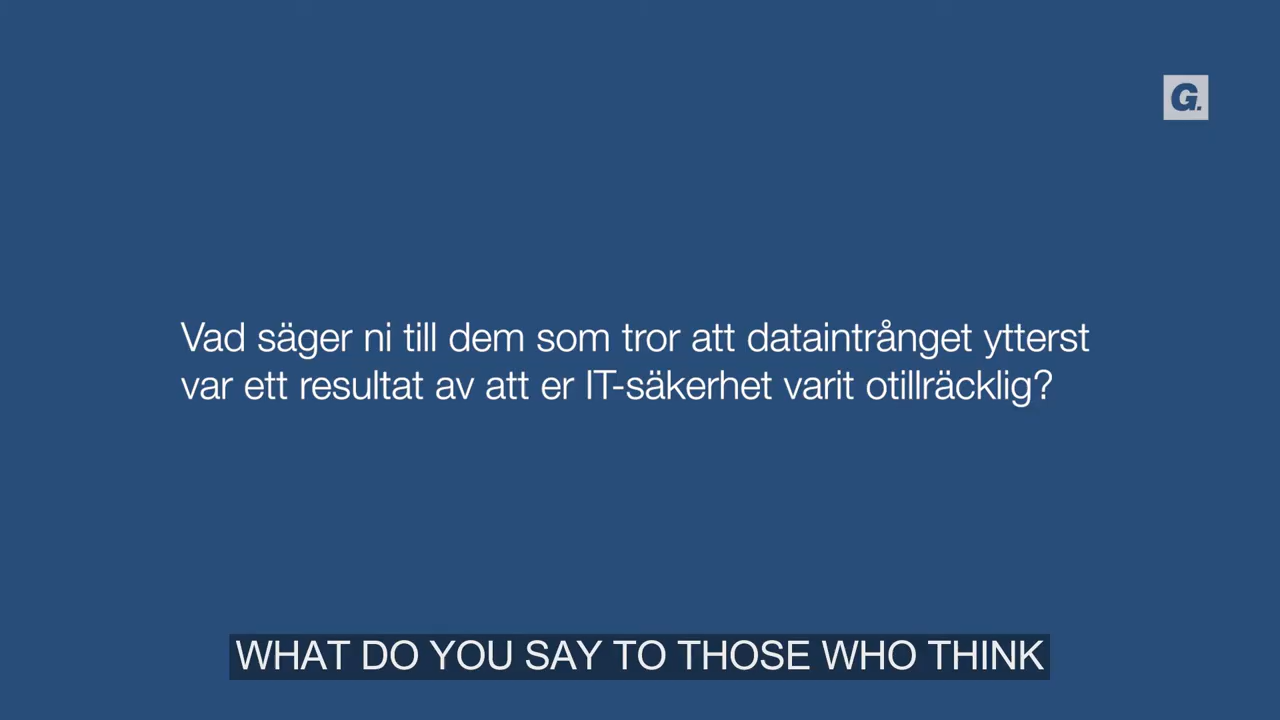 G.
Vad säger ni till dem som tror att dataintrånget ytterst
var ett resultat av att er IT-säkerhet varit otillräcklig?
WHAT DO YOU SAY TO THOSE WHO THINK